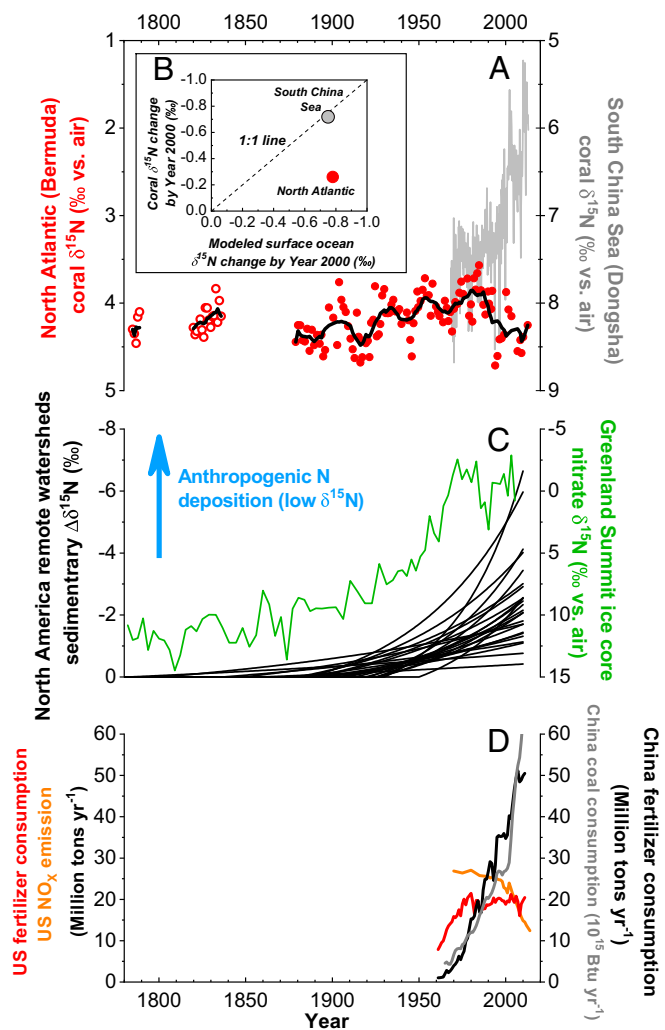 1800 1850 1900 1950 2000
A
North Atlantic (Bermuda)
coral δ¹⁵N (‰ vs. air)
1
2
3
4
5
B
Coral δ¹⁵N change
by Year 2000 (‰)
-1.0
-0.8
-0.6
-0.4
-0.2
0.0
South China
Sea
1:1 line
North Atlantic
0.0 -0.2 -0.4 -0.6 -0.8 -1.0
Modeled surface ocean
δ¹⁵N change by Year 2000 (‰)
5
6
7
8
9
South China Sea (Dongsha)
coral δ¹⁵N (‰ vs. air)
C
North America remote watersheds
sedimentrary Δδ¹⁵N (‰)
-8
-6
-4
-2
0
Anthropogenic N
deposition (low δ¹⁵N)
-5
0
5
10
15
Greenland Summit ice core
nitrate δ¹⁵N (‰ vs. air)
D
US fertilizer consumption
US NOₓ emission
(Million tons yr⁻¹)
60
50
40
30
20
10
0
60
50
40
30
20
10
0
China coal consumption (10¹⁵ Btu yr⁻¹)
China fertilizer consumption
(Million tons yr⁻¹)
1800 1850 1900 1950 2000
Year